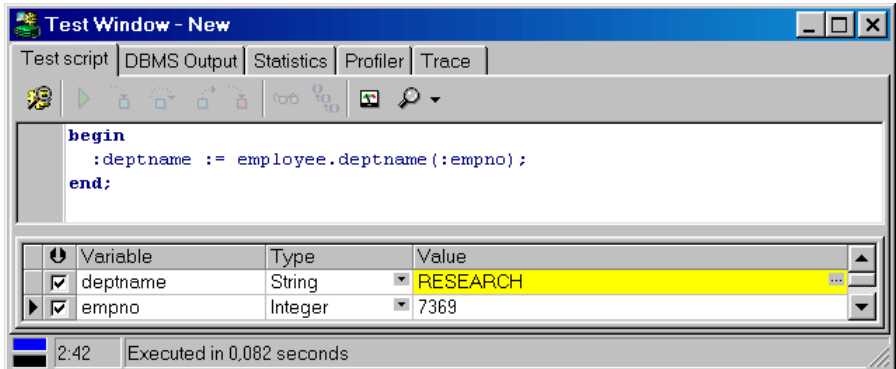 Test Window - New
Test script DBMS Output Statistics Profiler Trace
begin
:deptname := employee.deptname(:empno);
end;
Variable Type Value
deptname String RESEARCH
empno Integer 7369
2:42 Executed in 0,082 seconds